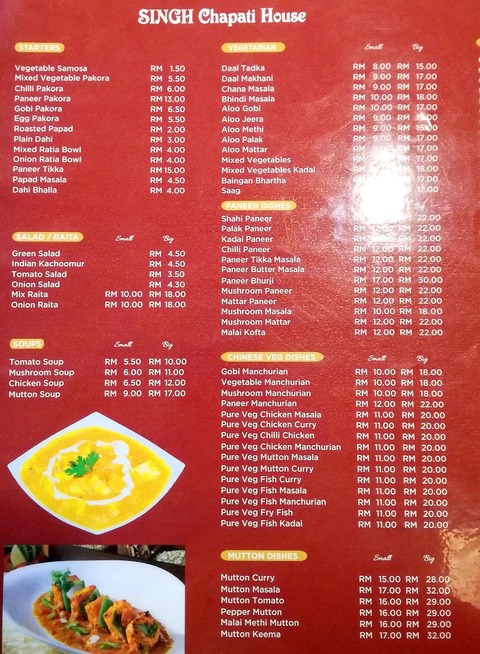 SINGH Chapati House
STARTERS
Vegetable Samosa RM 1.50
Mixed Vegetable Pakora RM 5.50
Chilli Pakora RM 6.00
Paneer Pakora RM 13.00
Gobi Pakora RM 6.50
Egg Pakora RM 5.50
Roasted Papad RM 2.00
Plain Dahi RM 3.00
Mixed Ratia Bowl RM 4.00
Onion Ratia Bowl RM 4.00
Paneer Tikka RM 15.00
Papad Masala RM 4.50
Dahi Bhalla RM 4.00
SALAD / RAITA Small Big
Green Salad RM 4.50
Indian Kachoomur RM 4.50
Tomato Salad RM 3.50
Onion Salad RM 4.30
Mix Raita RM 10.00 RM 18.00
Onion Raita RM 10.00 RM 18.00
SOUPS Small Big
Tomato Soup RM 5.50 RM 10.00
Mushroom Soup RM 6.00 RM 11.00
Chicken Soup RM 6.50 RM 12.00
Mutton Soup RM 9.00 RM 17.00
VEGETARIAN Small Big
Daal Tadka RM 8.00 RM 15.00
Daal Makhani RM 9.00 RM 17.00
Chana Masala RM 9.00 RM 17.00
Bhindi Masala RM 10.00 RM 18.00
Aloo Gobi RM 10.00 RM 17.00
Aloo Jeera RM 9.00 RM 17.00
Aloo Methi RM 9.00 RM 17.00
Aloo Palak RM 9.00 RM 17.00
Aloo Mattar RM 9.00 RM 17.00
Mixed Vegetables 17.00
Mixed Vegetables Kadai 18.00
Baingan Bhartha 17.00
Saag 17.00
PANEER DISHES Big
Shahi Paneer 22.00
Palak Paneer 22.00
Kadai Paneer 22.00
Chilli Paneer RM 22.00
Paneer Tikka Masala RM 12.00 RM 22.00
Paneer Butter Masala RM 12.00 RM 22.00
Paneer Bhurji RM 17.00 RM
Mushroom Paneer RM 12.00 RM 22.00
Mattar Paneer RM 12.00 RM 22.00
Mushroom Masala RM 10.00 RM 18.00
Mushroom Mattar RM 12.00 RM 22.00
Malai Kofta RM 12.00 RM 22.00
CHINESE VEG DISHES Small Big
Gobi Manchurian RM 10.00 RM 18.00
Vegetable Manchurian RM 10.00 RM 18.00
Mushroom Manchurian RM 10.00 RM 18.00
Paneer Manchurian RM 12.00 RM 22.00
Pure Veg Chicken Masala RM 11.00 RM 20.00
Pure Veg Chicken Curry RM 11.00 RM 20.00
Pure Veg Chilli Chicken RM 11.00 RM 20.00
Pure Veg Chicken Manchurian RM 11.00 RM 20.00
Pure Veg Mutton Masala RM 11.00 RM 20.00
Pure Veg Mutton Curry RM 11.00 RM 20.00
Pure Veg Fish Curry RM 11.00 RM 20.00
Pure Veg Fish Masala RM 11.00 RM 20.00
Pure Veg Fish Manchurian RM 11.00 RM 20.00
Pure Veg Fry Fish RM 11.00 RM 20.00
Pure Veg Fish Kadai RM 11.00 RM 20.00
MUTTON DISHES Small Big
Mutton Curry RM 15.00 RM 28.00
Mutton Masala RM 17.00 RM 32.00
Mutton Tomato RM 16.00 RM 29.00
Pepper Mutton RM 16.00 RM 29.00
Malai Methi Mutton RM 16.00 RM 29.00
Mutton Keema RM 17.00 RM 32.00